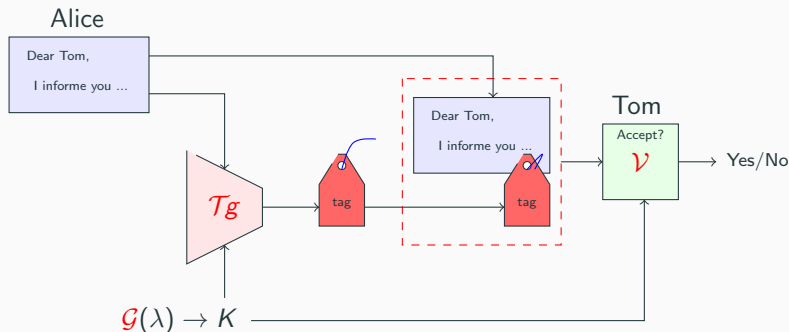 Alice
Dear Tom,
I informe you ...
Dear Tom,
I informe you ...
Tom
Accept?
𝒱
Yes/No
𝒯g
tag
tag
𝒢(λ) → K